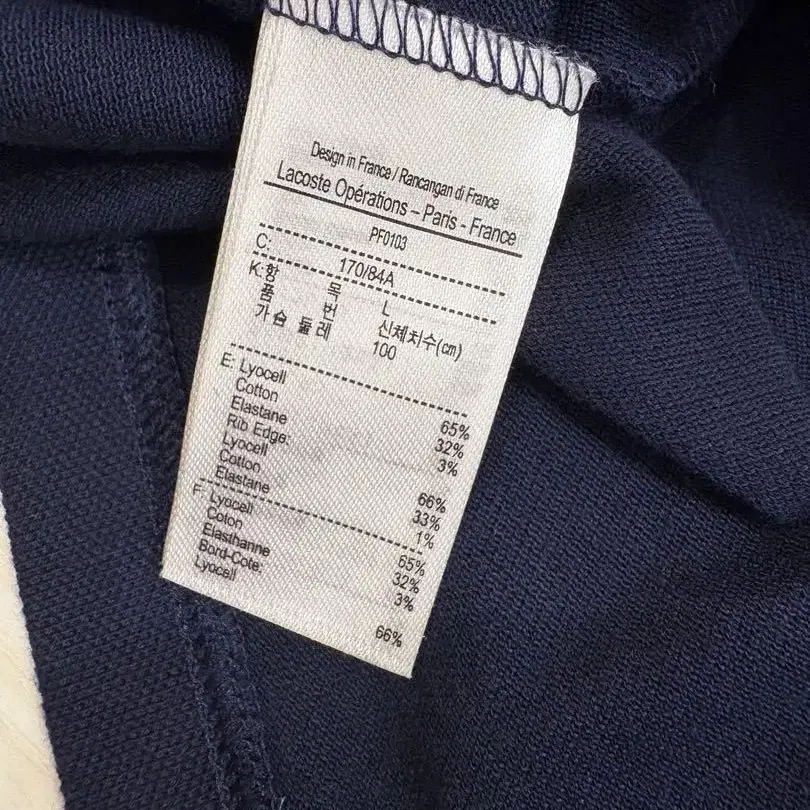 Design in France / Rancangan di France
Lacoste Opérations – Paris - France
PF0103
C: 170/84A
K:항 목 L
품 번 신체치수(cm)
가슴 둘레 100
E: Lyocell 65%
Cotton 32%
Elastane 3%
Rib Edge:
Lyocell 66%
Cotton 33%
Elastane 1%
F: Lyocell 65%
Coton 32%
Elasthanne 3%
Bord-Cote:
Lyocell 66%